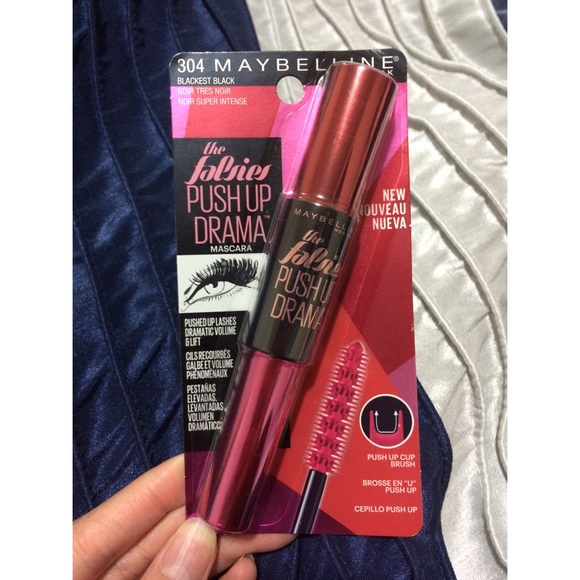 304 MAYBELLINE®
BLACKEST BLACK
NOIR TRÈS NOIR
NOIR SUPER INTENSE
the
falsies
PUSH UP
DRAMA™
MASCARA
PUSHED UP LASHES
DRAMATIC VOLUME
& LIFT
CILS RECOURBÉS
GALBE ET VOLUME
PHÉNOMÉNAUX
PESTAÑAS
ELEVADAS,
LEVANTADAS,
VOLUMEN
DRAMÁTICO
MAYBELLINE
the
falsies
PUSH UP
DRAMA
NEW
NOUVEAU
NUEVA
PUSH UP CUP
BRUSH
BROSSE EN "U"
PUSH UP
CEPILLO PUSH UP